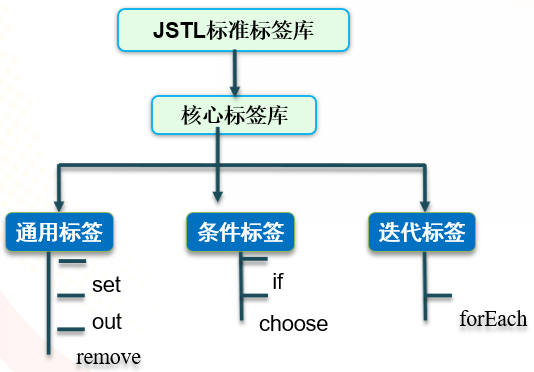 JSTL标准标签库
核心标签库
通用标签
条件标签
迭代标签
set
out
remove
if
choose
forEach